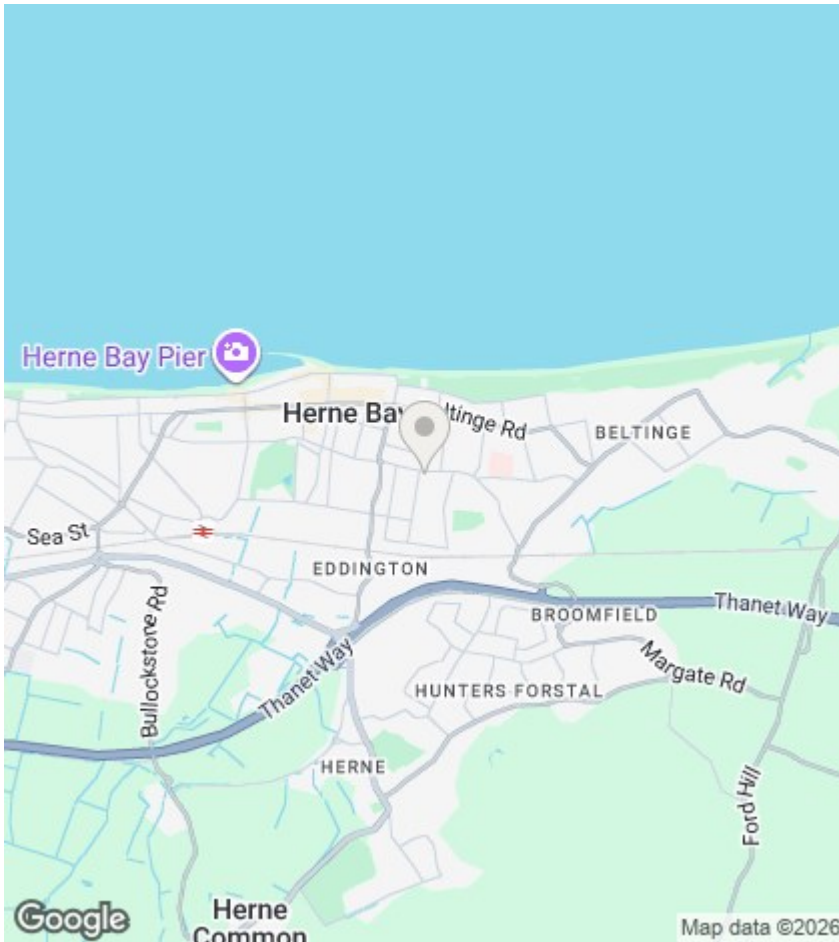 Herne Bay Pier
Herne Bay
ltinge Rd
BELTINGE
Sea St
EDDINGTON
Bullockstone Rd
Thanet Way
BROOMFIELD
Thanet Way
Margate Rd
HUNTERS FORSTAL
HERNE
Ford Hill
Herne
Common
Google
Map data ©2026